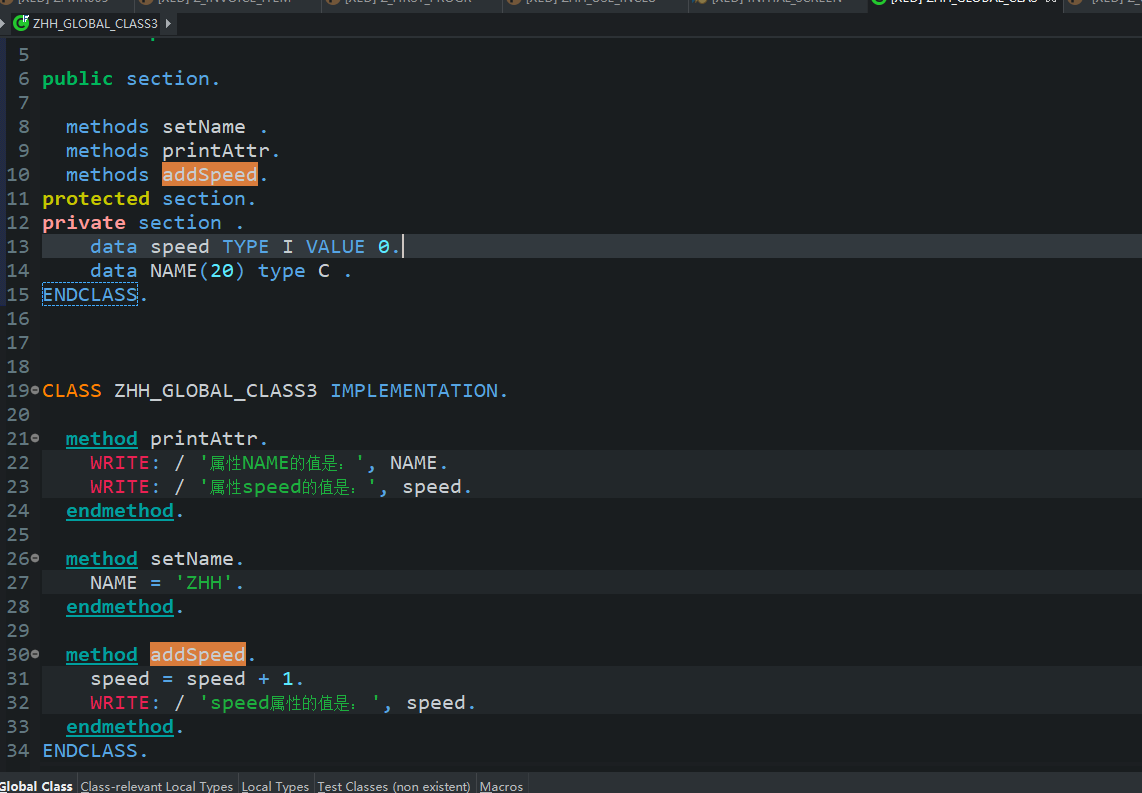 ZHH_GLOBAL_CLASS3
5
6 public section.
7
8 methods setName .
9 methods printAttr.
10 methods addSpeed.
11 protected section.
12 private section .
13 data speed TYPE I VALUE 0.
14 data NAME(20) type C .
15 ENDCLASS.
16
17
18
19 CLASS ZHH_GLOBAL_CLASS3 IMPLEMENTATION.
20
21 method printAttr.
22 WRITE: / '属性NAME的值是：', NAME.
23 WRITE: / '属性speed的值是：', speed.
24 endmethod.
25
26 method setName.
27 NAME = 'ZHH'.
28 endmethod.
29
30 method addSpeed.
31 speed = speed + 1.
32 WRITE: / 'speed属性的值是：', speed.
33 endmethod.
34 ENDCLASS.
Global Class Class-relevant Local Types Local Types Test Classes (non existent) Macros